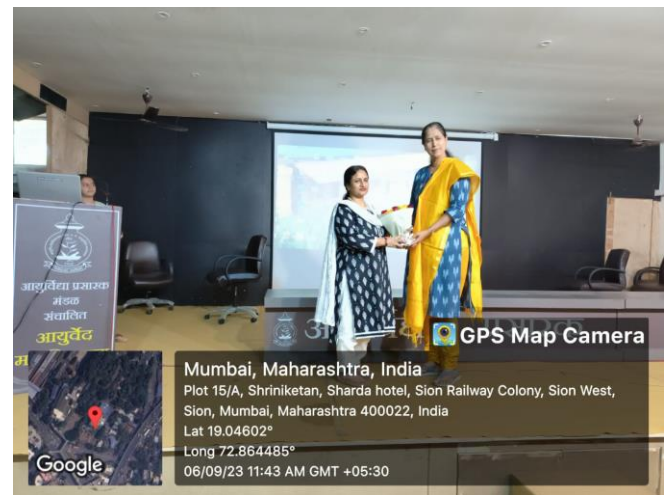 आयुर्वेद्या प्रसारक
मंडळ
संचालित
आयुर्वेद
GPS Map Camera
Mumbai, Maharashtra, India
Plot 15/A, Shriniketan, Sharda hotel, Sion Railway Colony, Sion West,
Sion, Mumbai, Maharashtra 400022, India
Lat 19.04602°
Long 72.864485°
06/09/23 11:43 AM GMT +05:30
Google